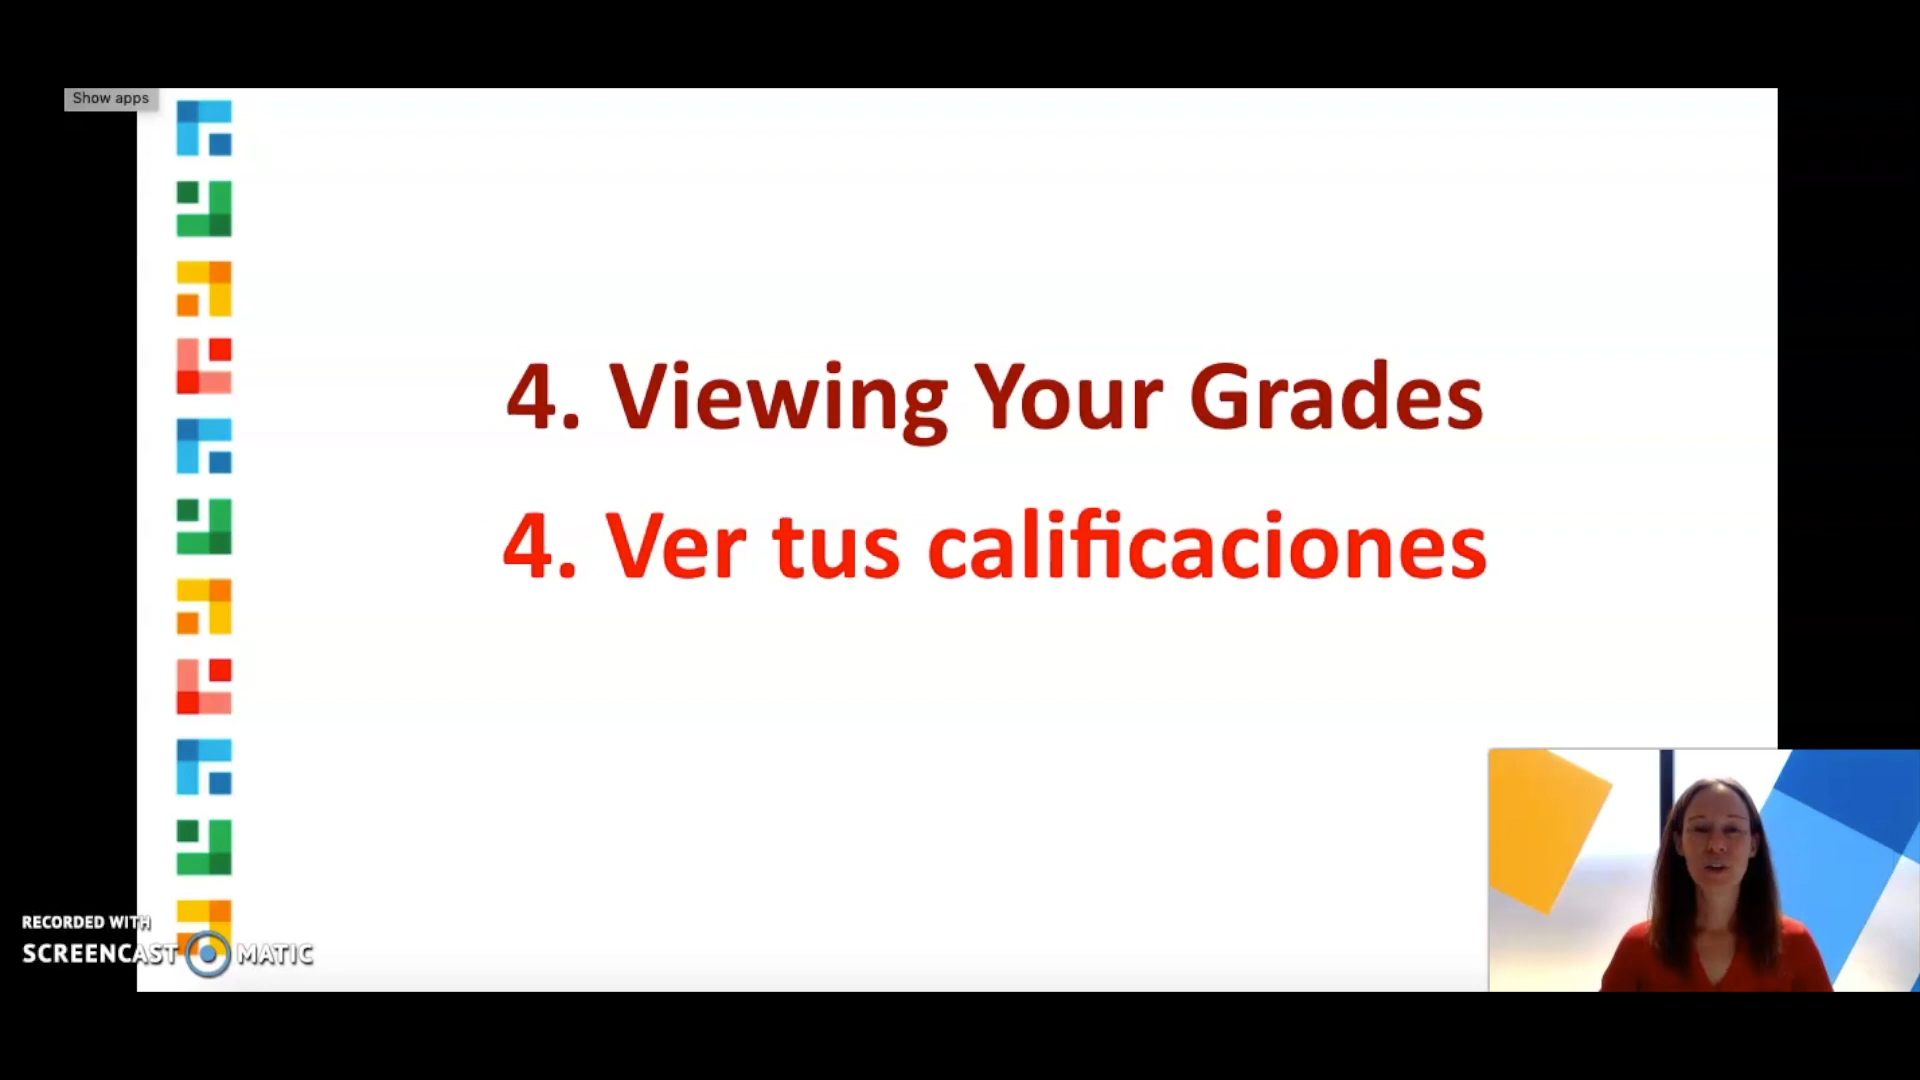 Show apps
4. Viewing Your Grades
4. Ver tus calificaciones
RECORDED WITH
SCREENCAST MATIC